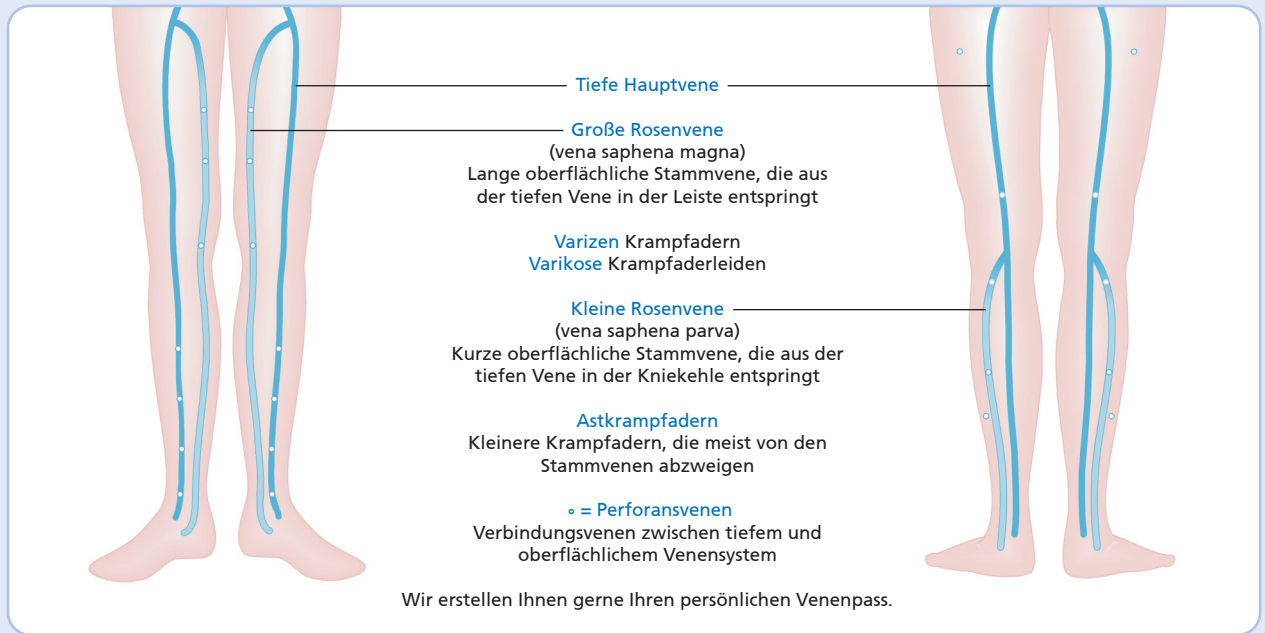 Tiefe Hauptvene
Große Rosenvene
(vena saphena magna)
Lange oberflächliche Stammvene, die aus
der tiefen Vene in der Leiste entspringt
Varizen Krampfadern
Varikose Krampfaderleiden
Kleine Rosenvene
(vena saphena parva)
Kurze oberflächliche Stammvene, die aus der
tiefen Vene in der Kniekehle entspringt
Astkrampfadern
Kleinere Krampfadern, die meist von den
Stammvenen abzweigen
∘ = Perforansvenen
Verbindungsvenen zwischen tiefem und
oberflächlichem Venensystem
Wir erstellen Ihnen gerne Ihren persönlichen Venenpass.